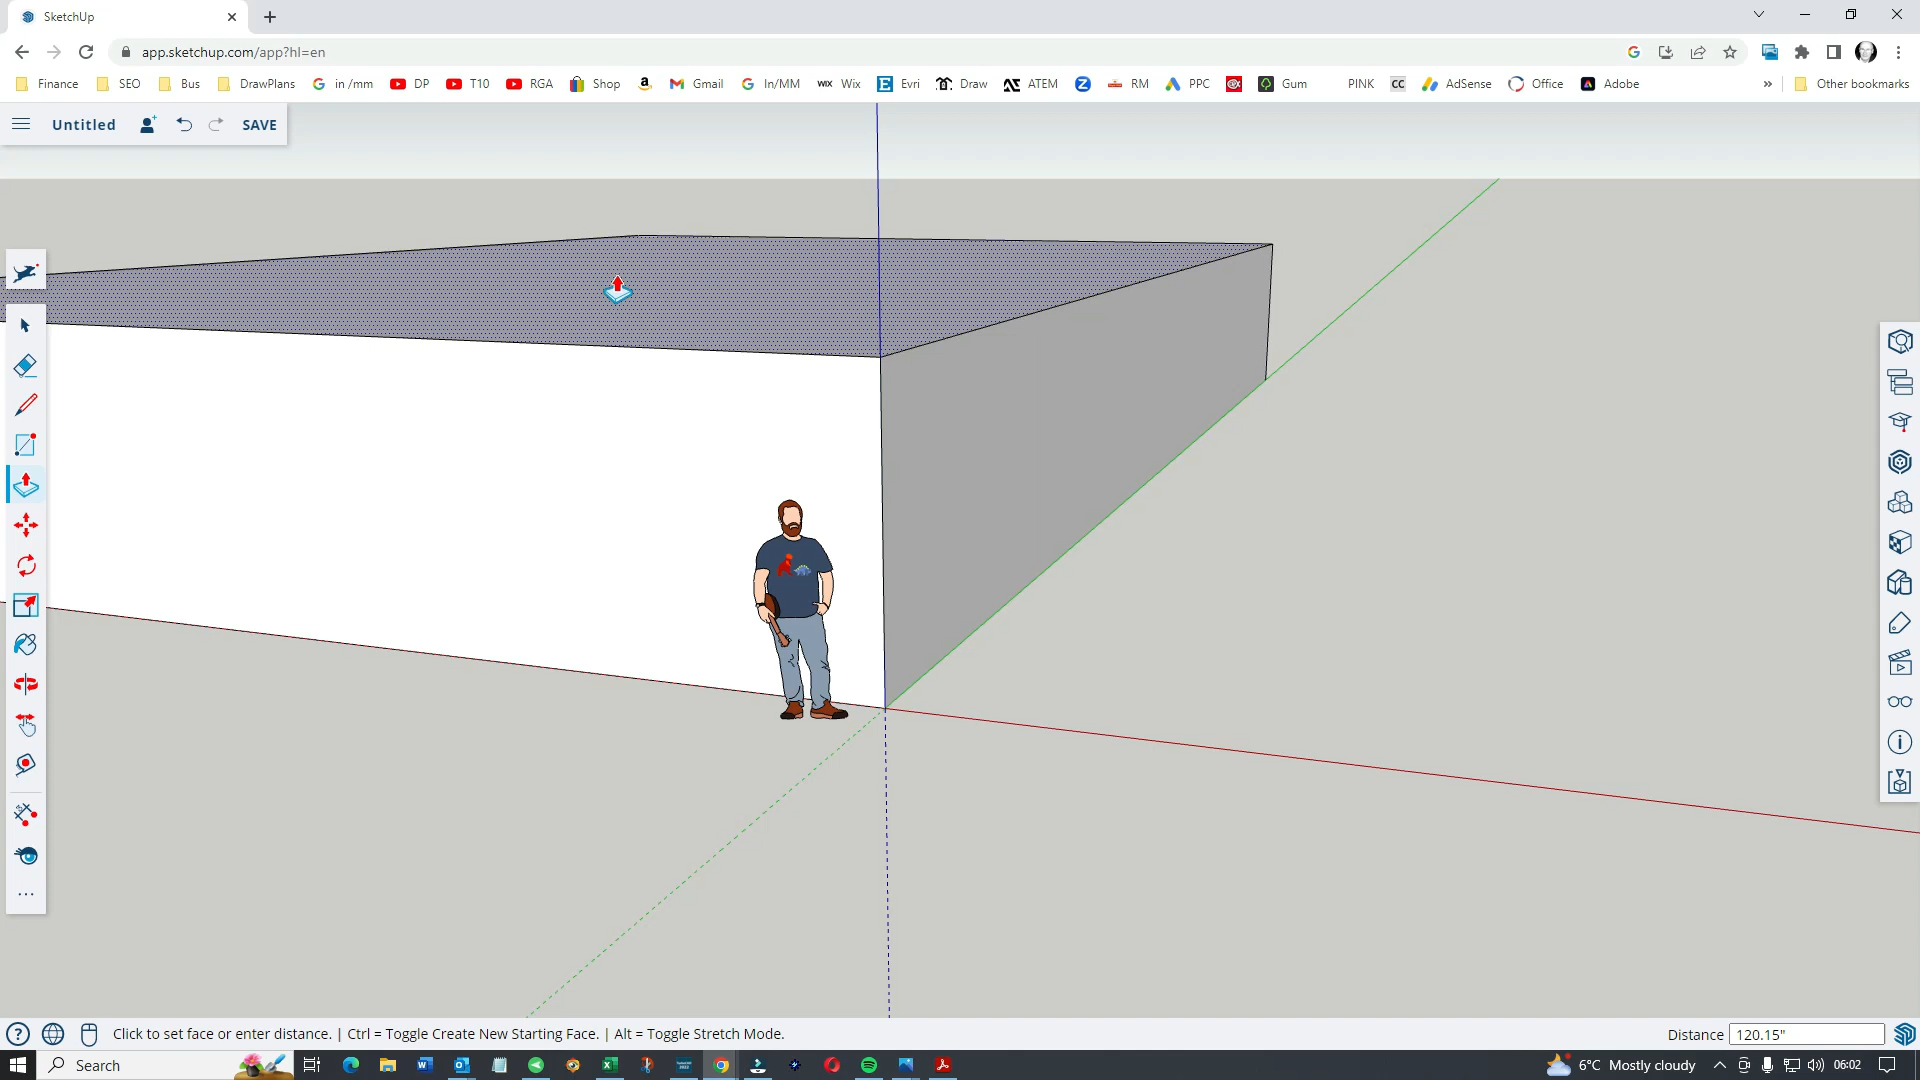 SketchUp
app.sketchup.com/app?hl=en
Finance SEO Bus DrawPlans in /mm DP T10 RGA Shop Gmail In/MM WIX Wix Evri Draw ATEM RM PPC Gum PINK CC AdSense Office Adobe » Other bookmarks
Untitled SAVE
Click to set face or enter distance. | Ctrl = Toggle Create New Starting Face. | Alt = Toggle Stretch Mode. Distance 120.15"
Search 6°C Mostly cloudy 06:02